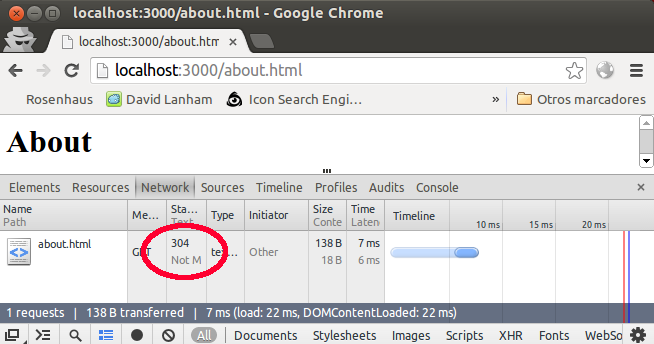 localhost:3000/about.html - Google Chrome
localhost:3000/about.htm
localhost:3000/about.html
Rosenhaus David Lanham Icon Search Engi... » Otros marcadores
About
Elements Resources Network Sources Timeline Profiles Audits Console
Name Me... Sta... Type Initiator Size Time Timeline
Path Text Conte Laten 10 ms 15 ms 20 ms
about.html GET 304 tex... Other 138 B 7 ms
Not M 18 B 6 ms
1 requests | 138 B transferred | 7 ms (load: 22 ms, DOMContentLoaded: 22 ms)
All Documents Stylesheets Images Scripts XHR Fonts WebSo